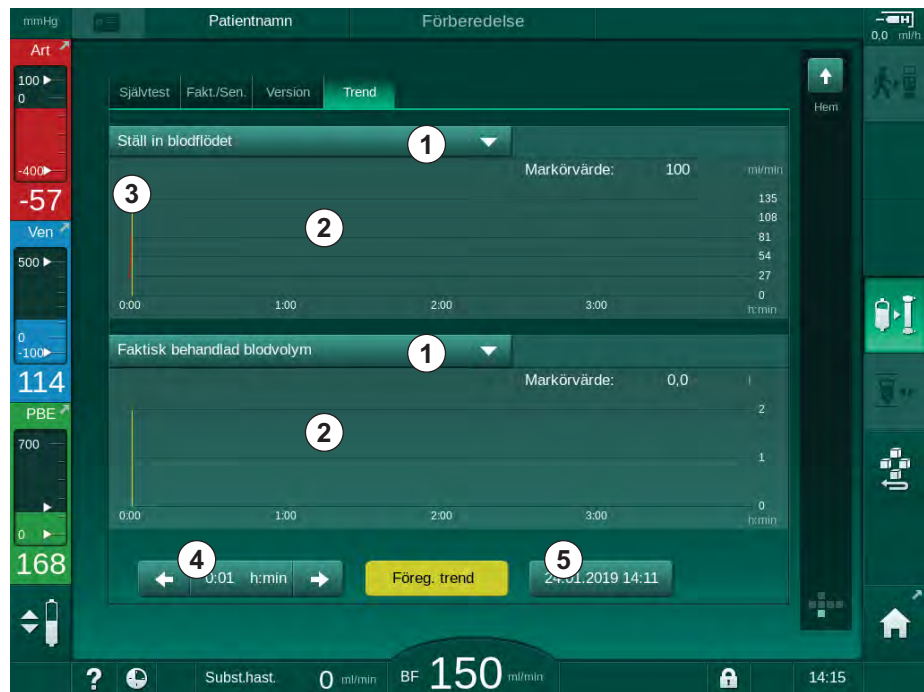 mmHg
Patientnamn
Förberedelse
0,0 ml/h
Art
100
0
-400
-57
Ven
500
0
-100
114
PBE
700
0
168
Självtest
Fakt./Sen.
Version
Trend
Hem
Ställ in blodflödet
1
Markörvärde: 100 ml/min
3
2
135
108
81
54
27
0
0:00 1:00 2:00 3:00 h:min
Faktisk behandlad blodvolym
1
Markörvärde: 0,0 l
2
2
1
0
0:00 1:00 2:00 3:00 h:min
4
5
0:01 h:min
Föreg. trend
24.01.2019 14:11
?
Subst.hast. 0 ml/min
BF 150 ml/min
14:15